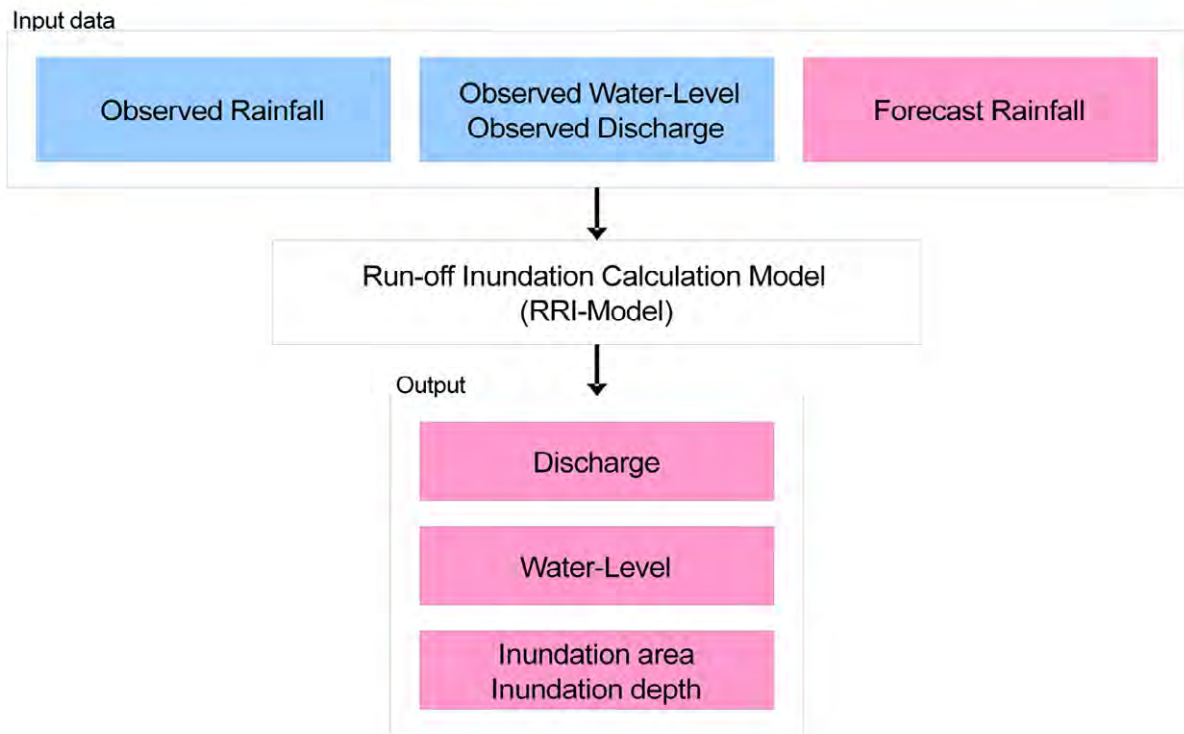 Input data
Observed Rainfall
Observed Water-Level
Observed Discharge
Forecast Rainfall
Run-off Inundation Calculation Model
(RRI-Model)
Output
Discharge
Water-Level
Inundation area
Inundation depth